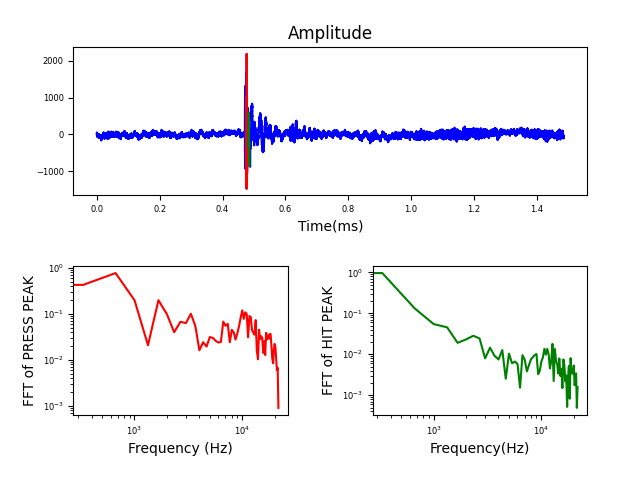 Amplitude
2000
1000
0
−1000
0.0 0.2 0.4 0.6 0.8 1.0 1.2 1.4
Time(ms)
FFT of PRESS PEAK
10⁰
10⁻¹
10⁻²
10⁻³
10³ 10⁴
Frequency (Hz)
FFT of HIT PEAK
10⁰
10⁻¹
10⁻²
10⁻³
10³ 10⁴
Frequency(Hz)